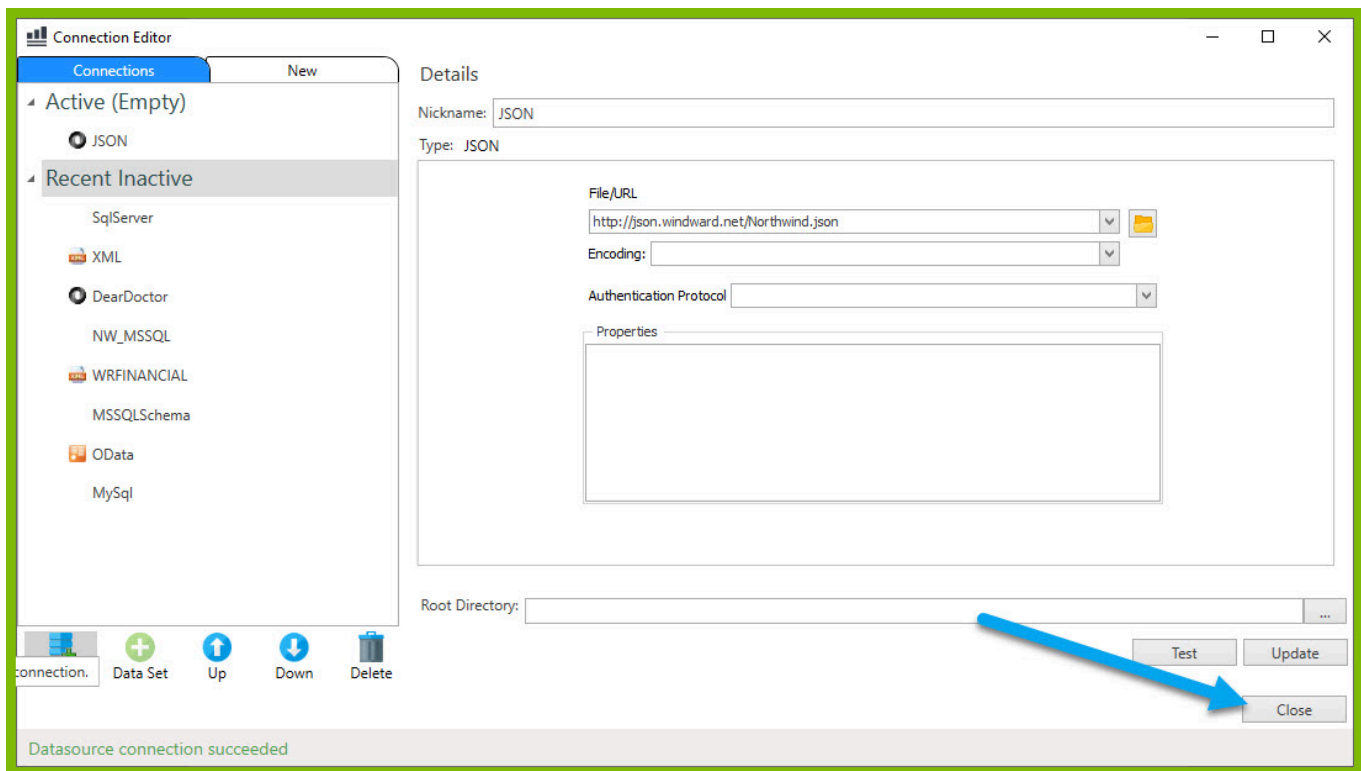 Connection Editor
Connections
New
Active (Empty)
JSON
Recent Inactive
SqlServer
XML
DearDoctor
NW_MSSQL
WRFINANCIAL
MSSQLSchema
OData
MySql
connection.
Data Set
Up
Down
Delete
Details
Nickname: JSON
Type: JSON
File/URL
http://json.windward.net/Northwind.json
Encoding:
Authentication Protocol
Properties
Root Directory:
...
Test
Update
Close
Datasource connection succeeded